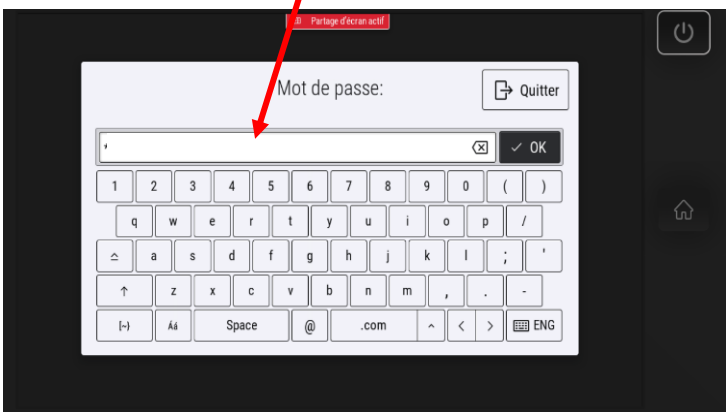 Partage d'écran actif
Mot de passe:
Quitter
*
OK
1 2 3 4 5 6 7 8 9 0 ( )
q w e r t y u i o p /
a s d f g h j k l ; '
↑ z x c v b n m , . -
[~] Áá Space @ .com ^ < > ENG